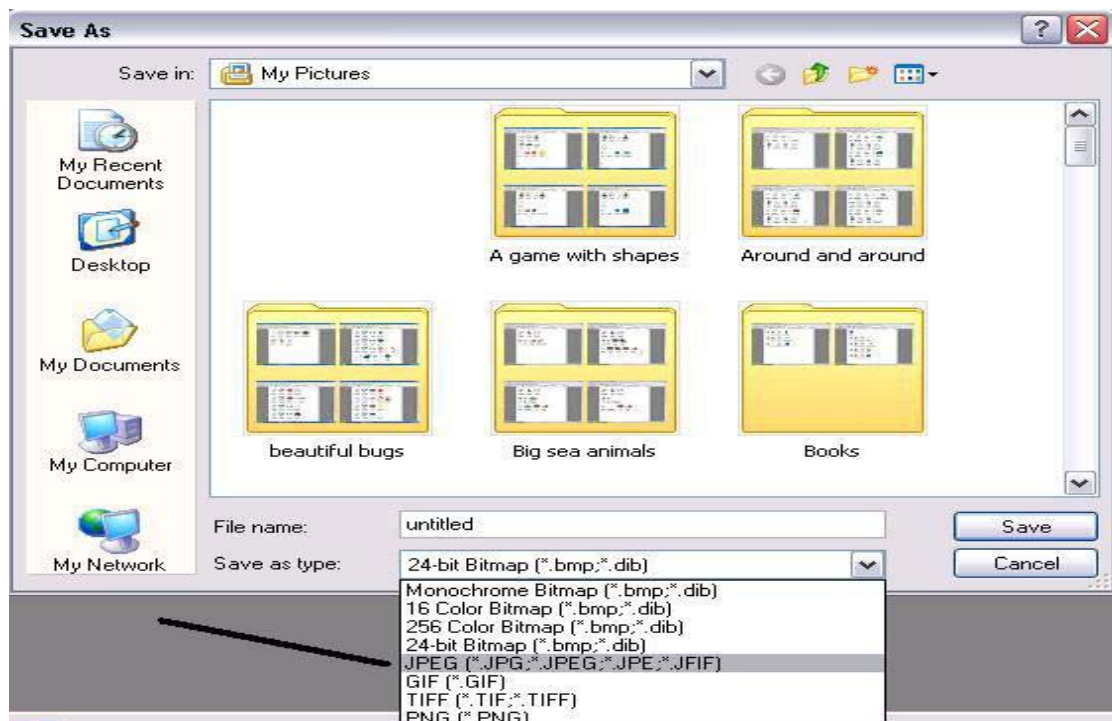 Save As
Save in: My Pictures
My Recent
Documents
Desktop
My Documents
My Computer
My Network
A game with shapes
Around and around
beautiful bugs
Big sea animals
Books
File name: untitled
Save
Save as type: 24-bit Bitmap (*.bmp;*.dib)
Cancel
Monochrome Bitmap (*.bmp;*.dib)
16 Color Bitmap (*.bmp;*.dib)
256 Color Bitmap (*.bmp;*.dib)
24-bit Bitmap (*.bmp;*.dib)
JPEG (*.JPG;*.JPEG;*.JPE;*.JFIF)
GIF (*.GIF)
TIFF (*.TIF;*.TIFF)
PNG (*.PNG)